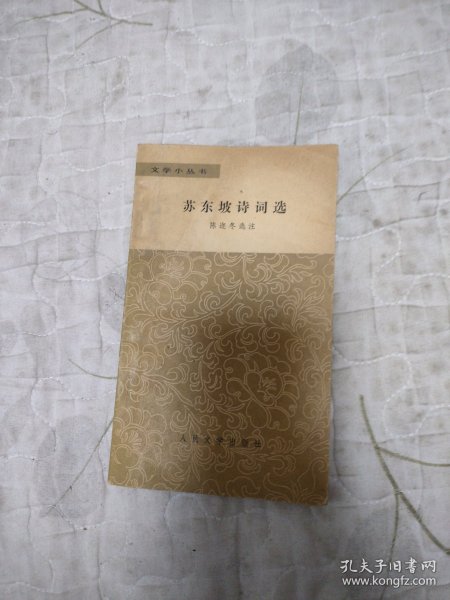 文学小丛书
苏东坡诗词选
陈迩冬选注
人民文学出版社
孔夫子旧书网
www.kongfz.com